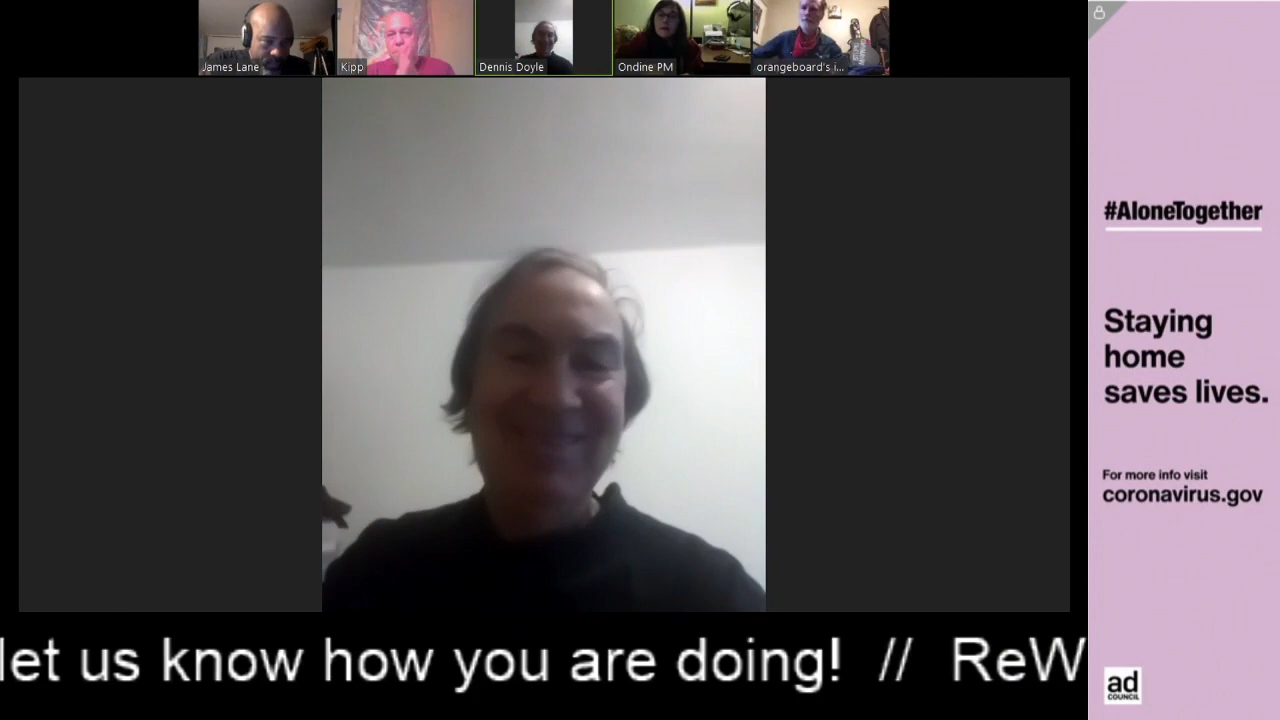 James Lane
Kipp
Dennis Doyle
Ondine PM
orangeboard's i...
#AloneTogether
Staying
home
saves lives.
For more info visit
coronavirus.gov
let us know how you are doing! // ReW
ad
COUNCIL